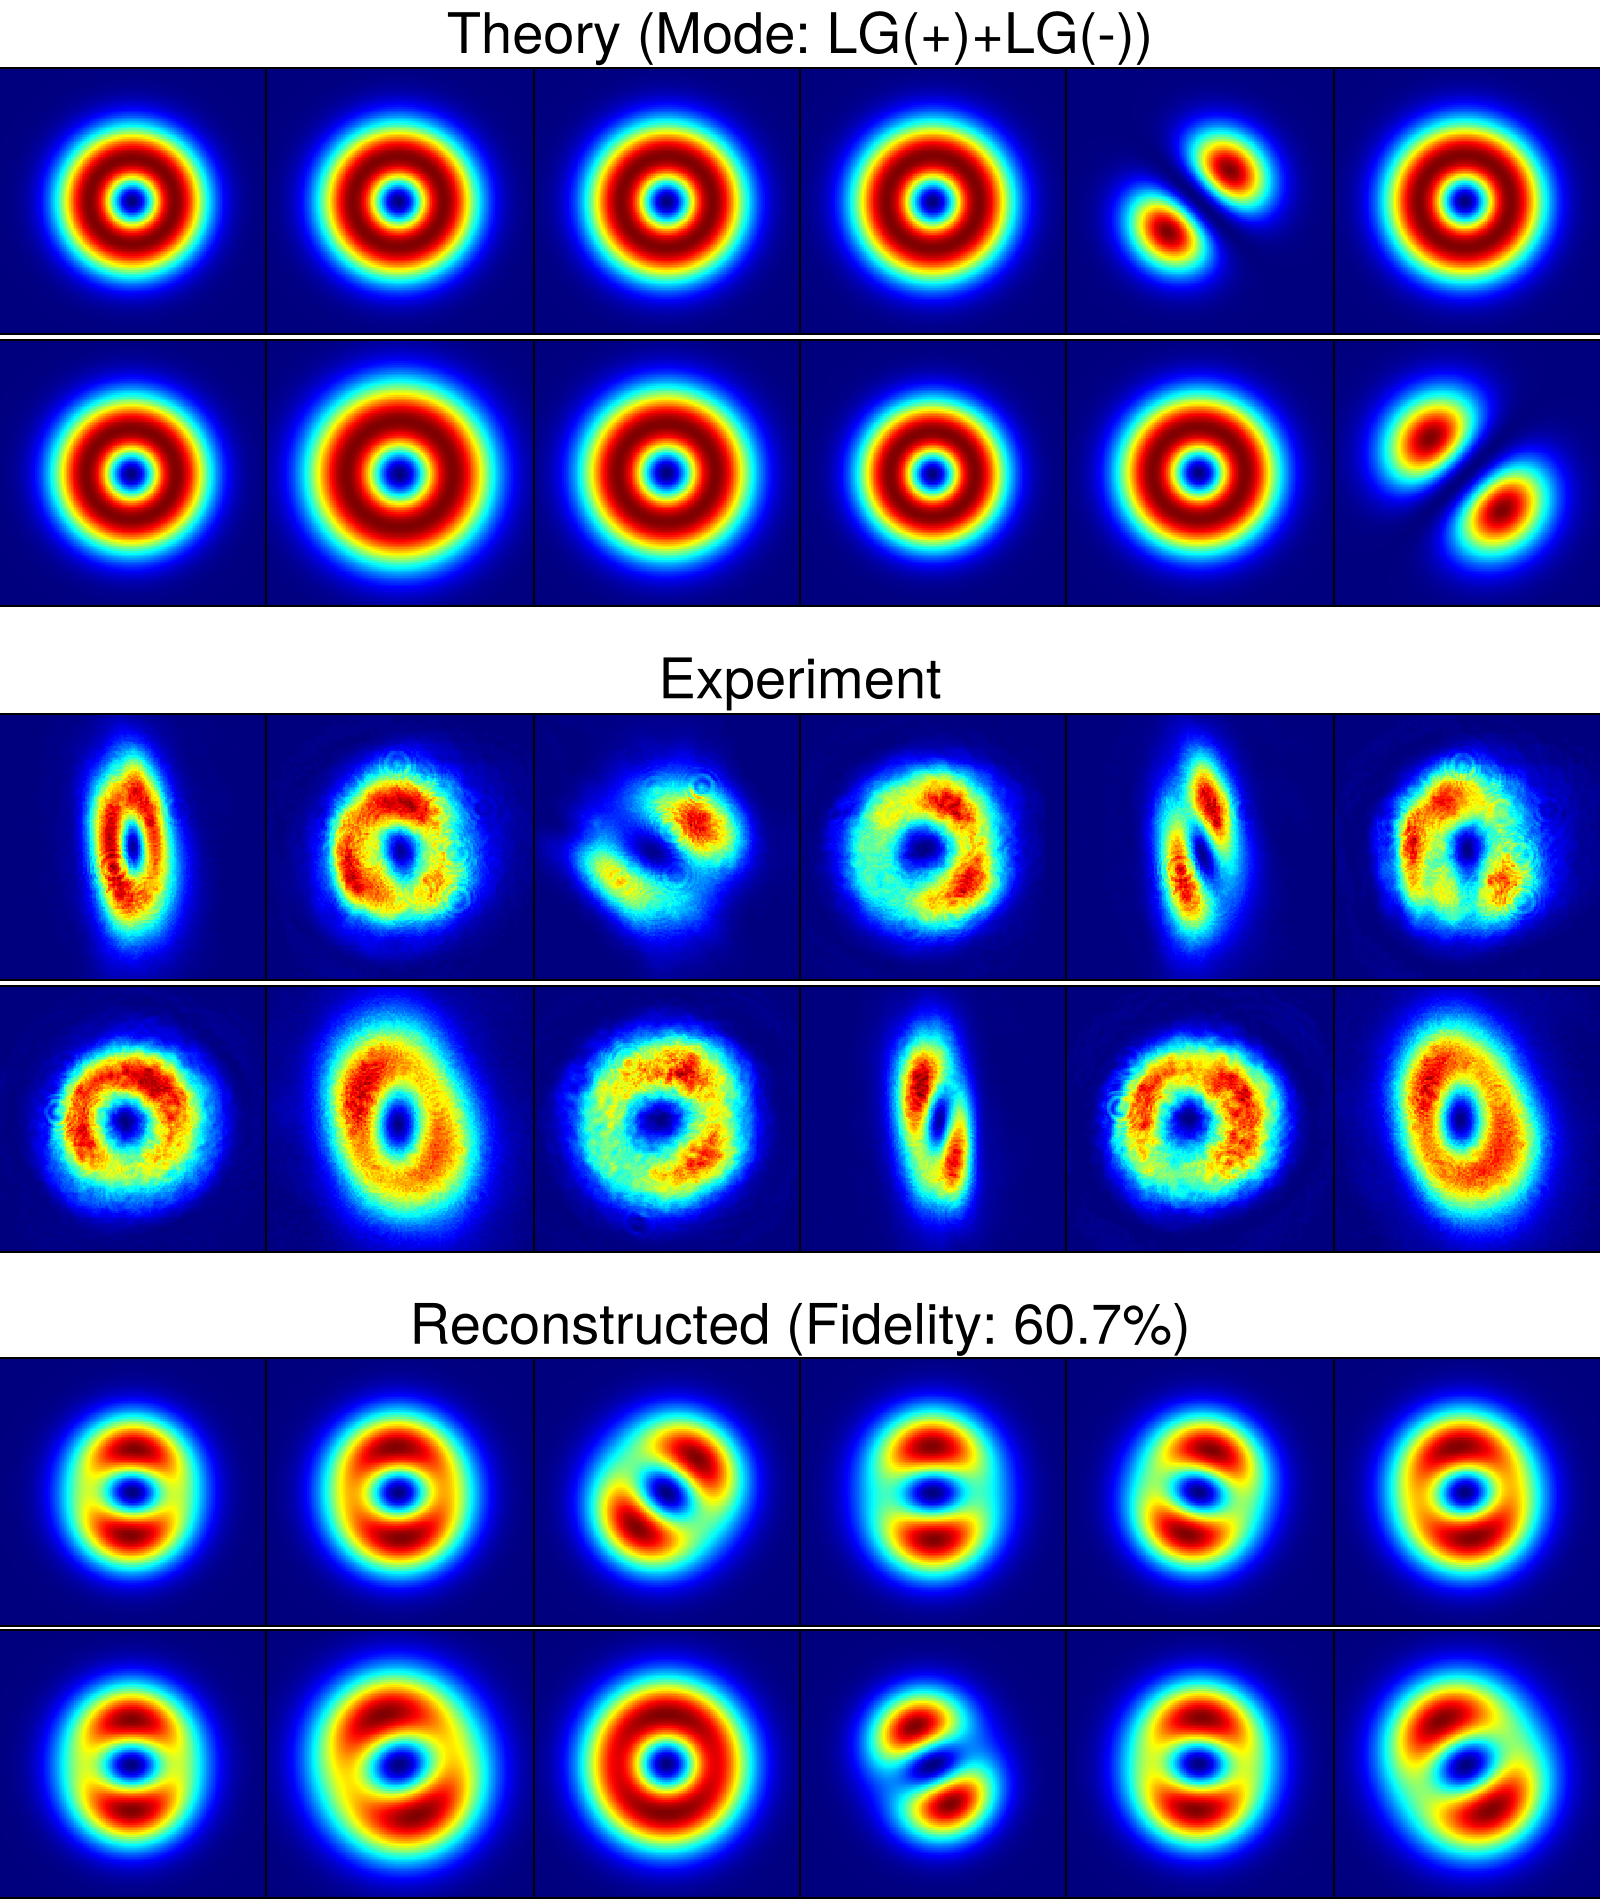 Theory (Mode: LG(+)+LG(-))
Experiment
Reconstructed (Fidelity: 60.7%)